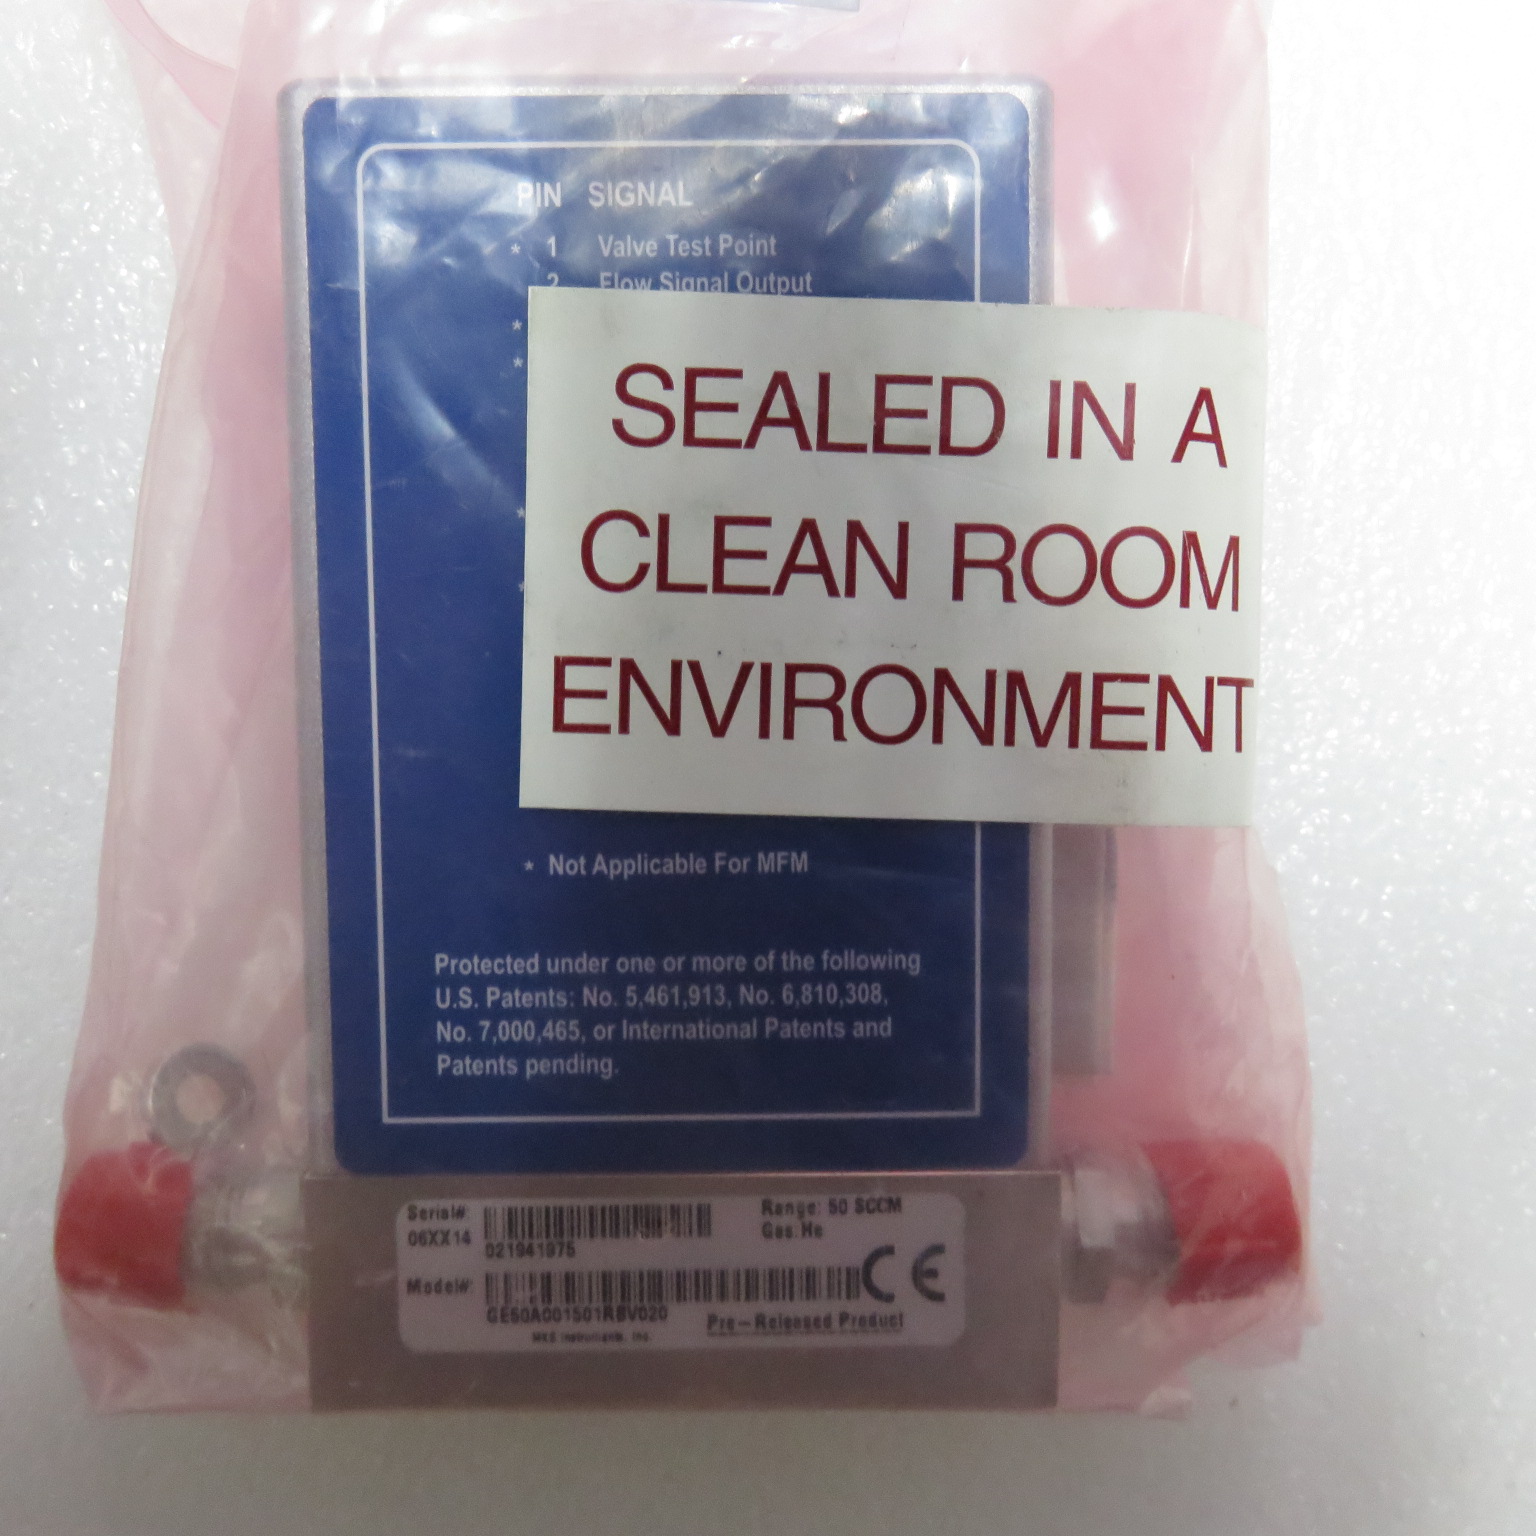 PIN SIGNAL
* 1 Valve Test Point
2 Flow Signal Output
*
*
*
*
SEALED IN A
CLEAN ROOM
ENVIRONMENT
* Not Applicable For MFM
Protected under one or more of the following
U.S. Patents: No. 5,461,913, No. 6,810,308,
No. 7,000,465, or International Patents and
Patents pending.
Serial#: Range: 50 SCCM
06XX14 Gas: He
021941975
Model#: CE
GE50A001501RBV020 Pre-Released Product
MKS Instruments, Inc.